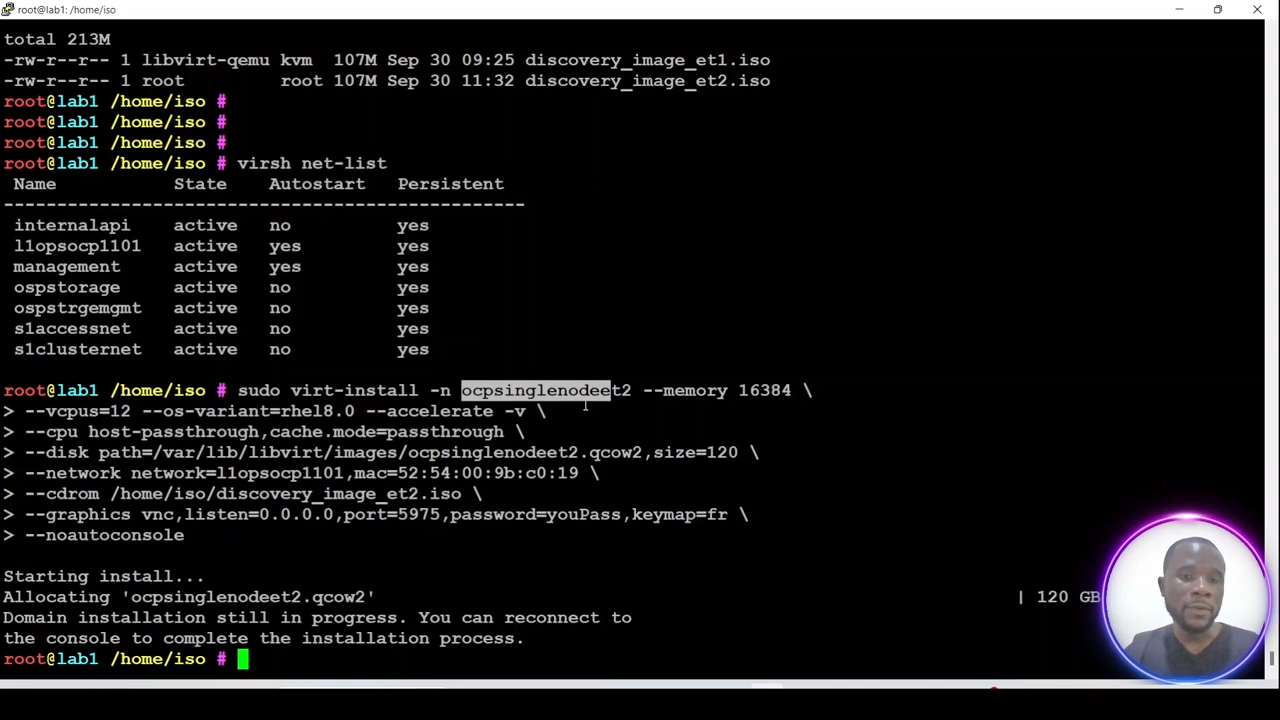 root@lab1: /home/iso
total 213M
-rw-r--r-- 1 libvirt-qemu kvm  107M Sep 30 09:25 discovery_image_et1.iso
-rw-r--r-- 1 root         root 107M Sep 30 11:32 discovery_image_et2.iso
root@lab1 /home/iso #
root@lab1 /home/iso #
root@lab1 /home/iso #
root@lab1 /home/iso # virsh net-list
 Name           State    Autostart   Persistent
-------------------------------------------------
 internalapi    active   no          yes
 l1opsocp1101   active   yes         yes
 management     active   yes         yes
 ospstorage     active   no          yes
 ospstrgemgmt   active   no          yes
 s1accessnet    active   no          yes
 s1clusternet   active   no          yes
root@lab1 /home/iso # sudo virt-install -n ocpsinglenodeet2 --memory 16384 \
> --vcpus=12 --os-variant=rhel8.0 --accelerate -v \
> --cpu host-passthrough,cache.mode=passthrough \
> --disk path=/var/lib/libvirt/images/ocpsinglenodeet2.qcow2,size=120 \
> --network network=l1opsocp1101,mac=52:54:00:9b:c0:19 \
> --cdrom /home/iso/discovery_image_et2.iso \
> --graphics vnc,listen=0.0.0.0,port=5975,password=youPass,keymap=fr \
> --noautoconsole
Starting install...
Allocating 'ocpsinglenodeet2.qcow2' | 120 GB
Domain installation still in progress. You can reconnect to
the console to complete the installation process.
root@lab1 /home/iso #